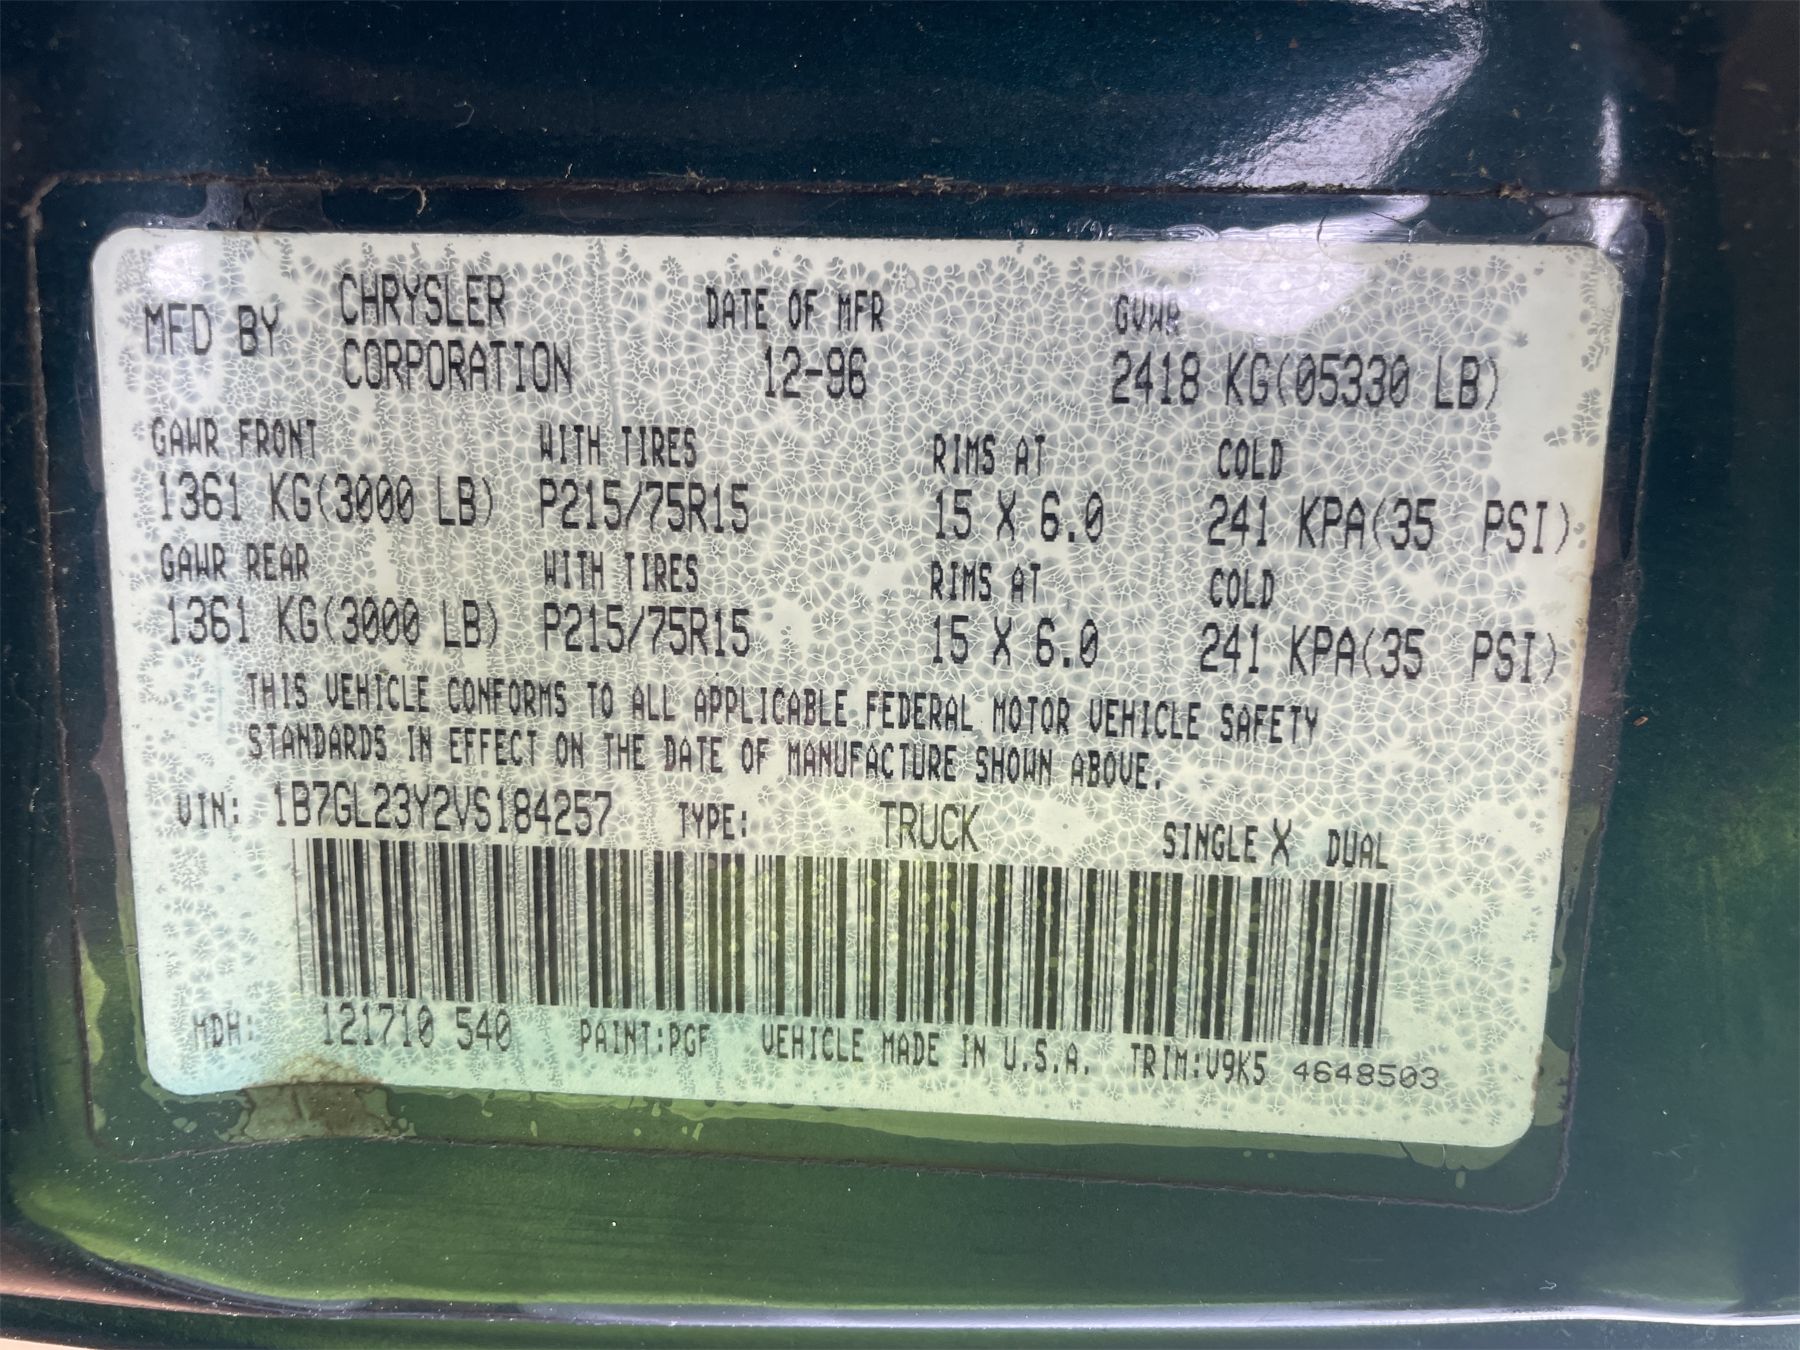 MFD BY CHRYSLER CORPORATION DATE OF MFR 12-96 GVWR 2418 KG(05330 LB)
GAWR FRONT WITH TIRES RIMS AT COLD
1361 KG(3000 LB) P215/75R15 15 X 6.0 241 KPA(35 PSI)
GAWR REAR WITH TIRES RIMS AT COLD
1361 KG(3000 LB) P215/75R15 15 X 6.0 241 KPA(35 PSI)
THIS VEHICLE CONFORMS TO ALL APPLICABLE FEDERAL MOTOR VEHICLE SAFETY
STANDARDS IN EFFECT ON THE DATE OF MANUFACTURE SHOWN ABOVE.
VIN: 1B7GL23Y2VS184257 TYPE: TRUCK SINGLE X DUAL
MDH: 121710 540 PAINT:PGF VEHICLE MADE IN U.S.A. TRIM:V9K5 4648503